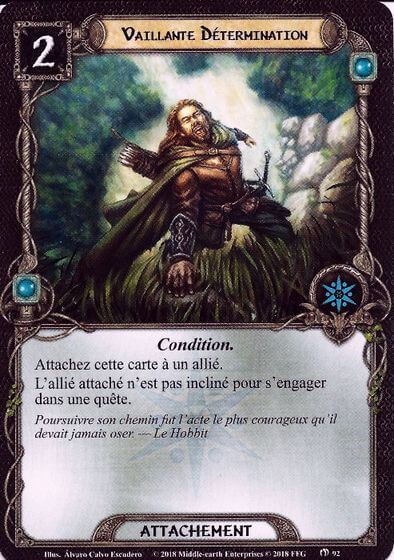 2
Vaillante Détermination
Condition.
Attachez cette carte à un allié.
L'allié attaché n'est pas incliné pour s'engager
dans une quête.
Poursuivre son chemin fut l'acte le plus courageux qu'il
devait jamais oser. — Le Hobbit
ATTACHEMENT
Illus. Álvaro Calvo Escudero © 2018 Middle-earth Enterprises © 2018 FFG 92